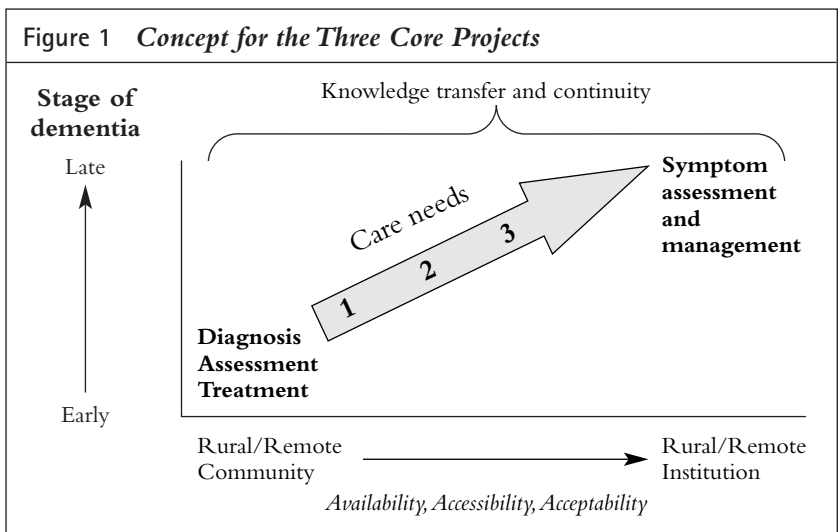 Figure 1 Concept for the Three Core Projects
Stage of
dementia
Knowledge transfer and continuity
Late
Symptom
assessment
and
management
Care needs
1 2 3
Diagnosis
Assessment
Treatment
Early
Rural/Remote
Community
Rural/Remote
Institution
Availability, Accessibility, Acceptability